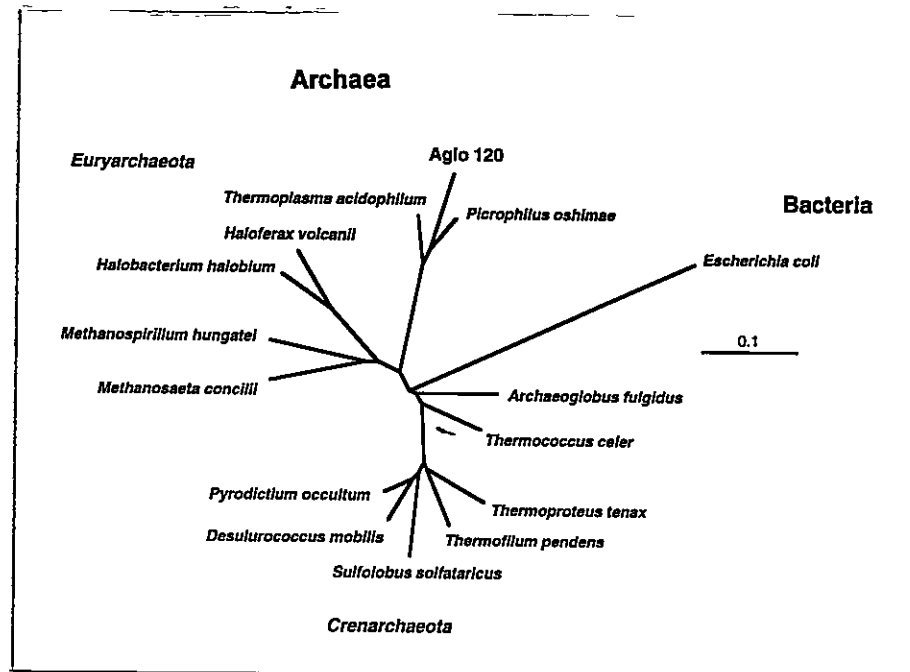 Archaea
Euryarchaeota
Aglo 120
Thermoplasma acidophilum
Picrophilus oshimae
Bacteria
Haloferax volcanii
Halobacterium halobium
Escherichia coli
Methanospirillum hungatei
0.1
Methanosaeta concilii
Archaeoglobus fulgidus
Thermococcus celer
Pyrodictium occultum
Thermoproteus tenax
Desulurococcus mobilis
Thermofilum pendens
Sulfolobus solfataricus
Crenarchaeota